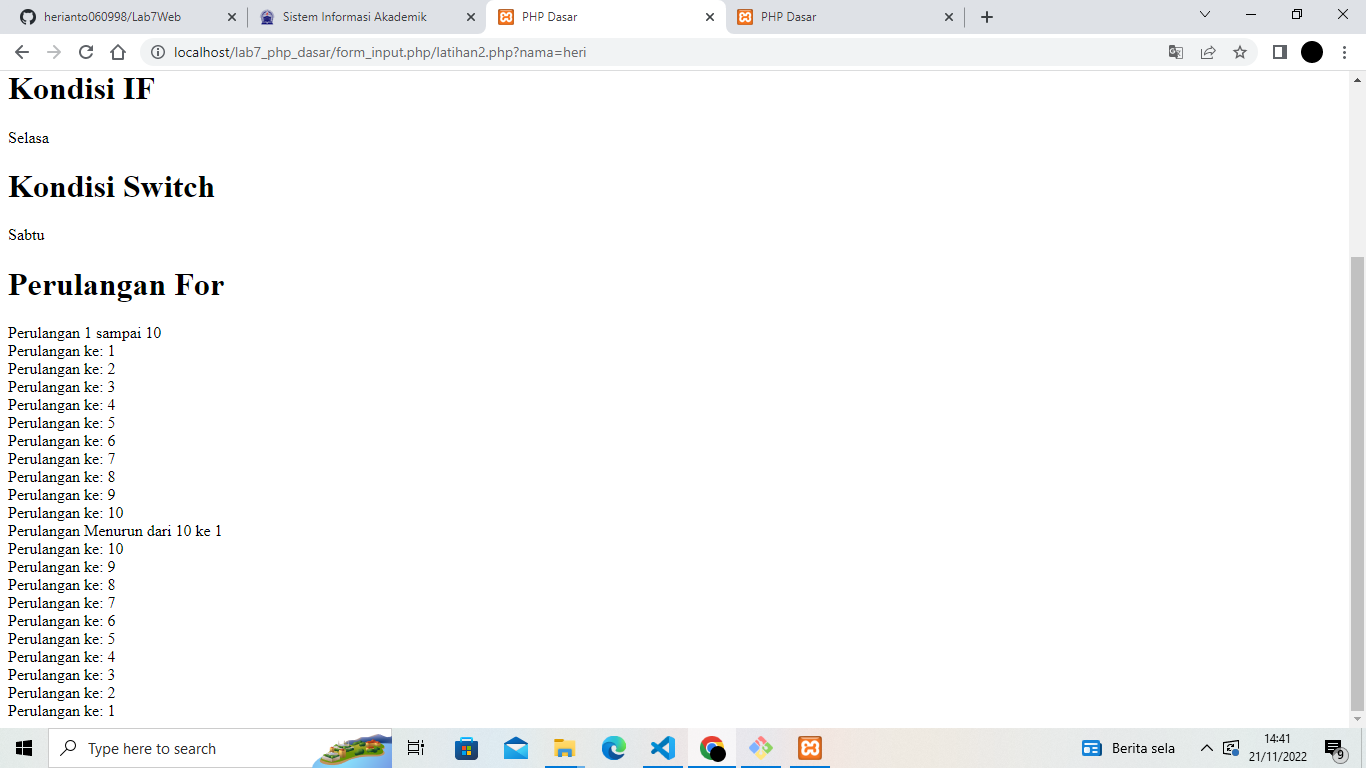 herianto060998/Lab7Web
Sistem Informasi Akademik
PHP Dasar
PHP Dasar
localhost/lab7_php_dasar/form_input.php/latihan2.php?nama=heri
Kondisi IF
Selasa
Kondisi Switch
Sabtu
Perulangan For
Perulangan 1 sampai 10
Perulangan ke: 1
Perulangan ke: 2
Perulangan ke: 3
Perulangan ke: 4
Perulangan ke: 5
Perulangan ke: 6
Perulangan ke: 7
Perulangan ke: 8
Perulangan ke: 9
Perulangan ke: 10
Perulangan Menurun dari 10 ke 1
Perulangan ke: 10
Perulangan ke: 9
Perulangan ke: 8
Perulangan ke: 7
Perulangan ke: 6
Perulangan ke: 5
Perulangan ke: 4
Perulangan ke: 3
Perulangan ke: 2
Perulangan ke: 1
Type here to search
Berita sela
14:41
21/11/2022
9